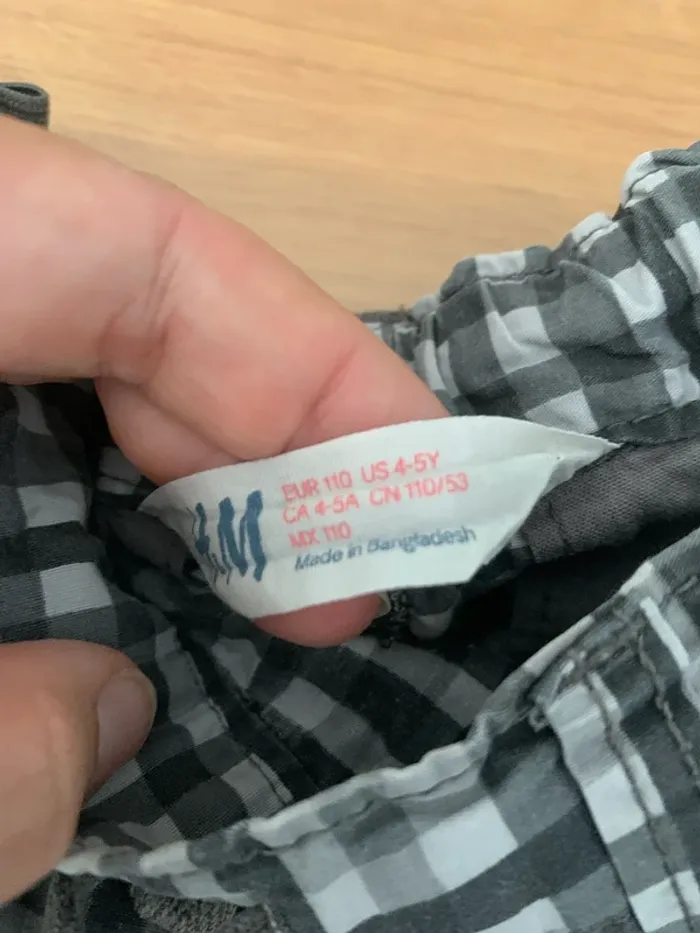 H&M
EUR 110 US 4-5Y
CA 4-5A CN 110/53
MX 110
Made in Bangladesh